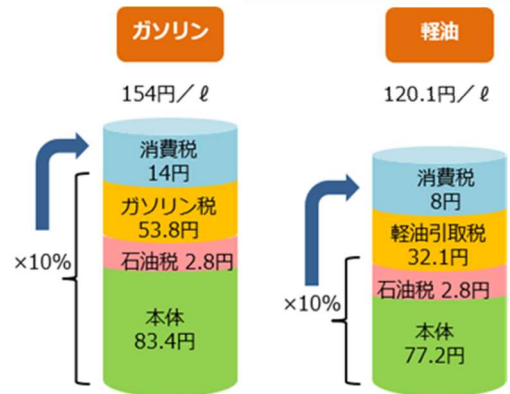 ガソリン
154円／ℓ
消費税
14円
ガソリン税
53.8円
石油税 2.8円
本体
83.4円
×10%
軽油
120.1円／ℓ
消費税
8円
軽油引取税
32.1円
石油税 2.8円
本体
77.2円
×10%